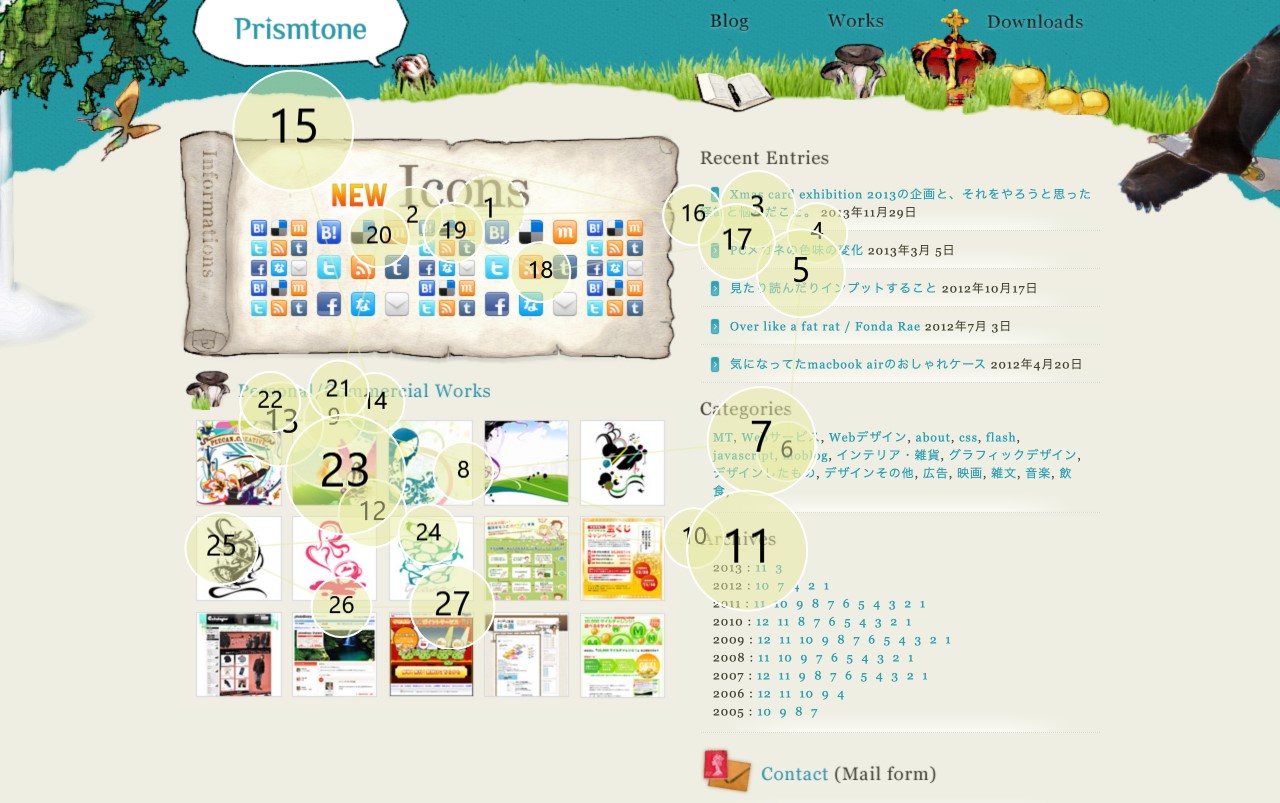 Prismtone
Blog
Works
Downloads
Informations
NEW Icons
Recent Entries
Xmas card exhibition 2013の企画と、それをやろうと思った
2013年11月29日
PCメガネの色味の変化 2013年3月 5日
見たり読んだりインプットすること 2012年10月17日
Over like a fat rat / Fonda Rae 2012年7月 3日
気になってたmacbook airのおしゃれケース 2012年4月20日
Personal/Commercial Works
Categories
MT, Webサービス, Webデザイン, about, css, flash,
javascript, moblog, インテリア・雑貨, グラフィックデザイン,
デザインしたもの, デザインその他, 広告, 映画, 雑文, 音楽, 飲
食,
Archives
2013 : 11 3
2012 : 10 7 4 2 1
2011 : 11 10 9 8 7 6 5 4 3 2 1
2010 : 12 11 8 7 6 5 4 3 2 1
2009 : 12 11 10 9 8 7 6 5 4 3 2 1
2008 : 11 10 9 7 6 5 4 3 2 1
2007 : 12 11 10 9 8 7 6 5 4 3 2 1
2006 : 12 11 10 9 4
2005 : 10 9 8 7
Contact (Mail form)
15
1
2
3
16
4
17
19
20
18
5
21
22
14
9
13
7
6
8
23
12
10
24
11
25
26
27